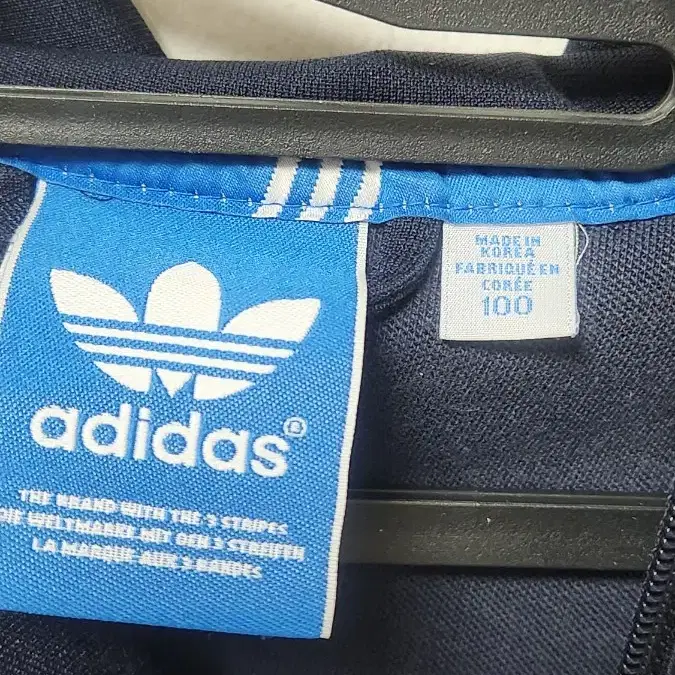 adidas®
THE BRAND WITH THE 3 STRIPES
DIE WELTMARKE MIT DEN 3 STREIFEN
LA MARQUE AUX 3 BANDES
MADE IN
KOREA
FABRIQUÉ EN
CORÉE
100